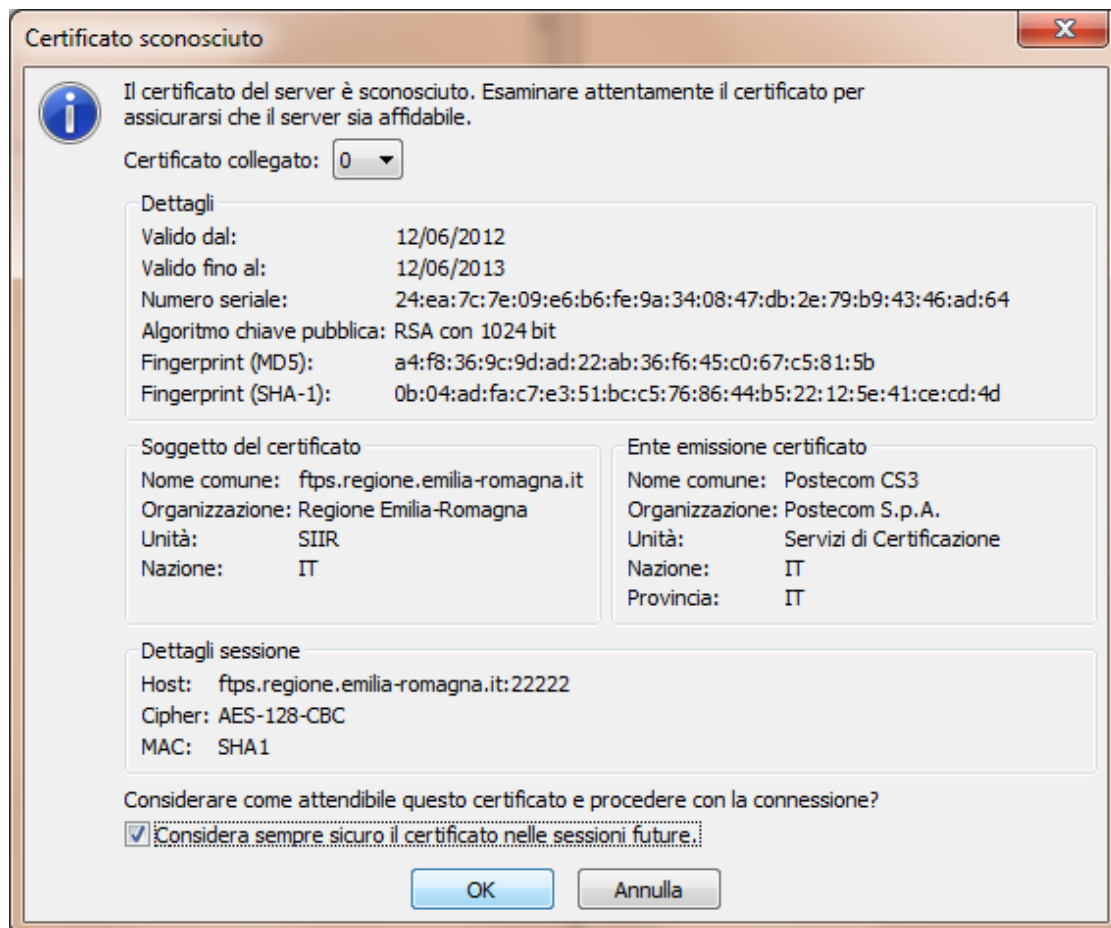 Certificato sconosciuto
Il certificato del server è sconosciuto. Esaminare attentamente il certificato per
assicurarsi che il server sia affidabile.
Certificato collegato: 0
Dettagli
Valido dal: 12/06/2012
Valido fino al: 12/06/2013
Numero seriale: 24:ea:7c:7e:09:e6:b6:fe:9a:34:08:47:db:2e:79:b9:43:46:ad:64
Algoritmo chiave pubblica: RSA con 1024 bit
Fingerprint (MD5): a4:f8:36:9c:9d:ad:22:ab:36:f6:45:c0:67:c5:81:5b
Fingerprint (SHA-1): 0b:04:ad:fa:c7:e3:51:bc:c5:76:86:44:b5:22:12:5e:41:ce:cd:4d
Soggetto del certificato
Nome comune: ftps.regione.emilia-romagna.it
Organizzazione: Regione Emilia-Romagna
Unità: SIIR
Nazione: IT
Ente emissione certificato
Nome comune: Postecom CS3
Organizzazione: Postecom S.p.A.
Unità: Servizi di Certificazione
Nazione: IT
Provincia: IT
Dettagli sessione
Host: ftps.regione.emilia-romagna.it:22222
Cipher: AES-128-CBC
MAC: SHA1
Considerare come attendibile questo certificato e procedere con la connessione?
Considera sempre sicuro il certificato nelle sessioni future.
OK
Annulla